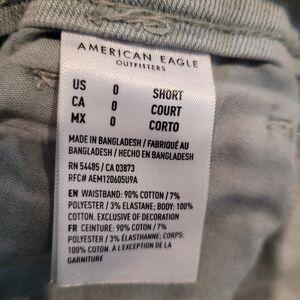 AMERICAN EAGLE
OUTFITTERS
US 0 SHORT
CA 0 COURT
MX 0 CORTO
MADE IN BANGLADESH / FABRIQUÉ AU
BANGLADESH / HECHO EN BANGLADESH
RN 54485 / CA 03873
RFC# AEM120605U9A
EN WAISTBAND: 90% COTTON / 7%
POLYESTER / 3% ELASTANE; BODY: 100%
COTTON. EXCLUSIVE OF DECORATION
FR CEINTURE: 90% COTON / 7%
POLYESTER / 3% ÉLASTHANNE; CORPS:
100% COTON. À L'EXCEPTION DE LA
GARNITURE